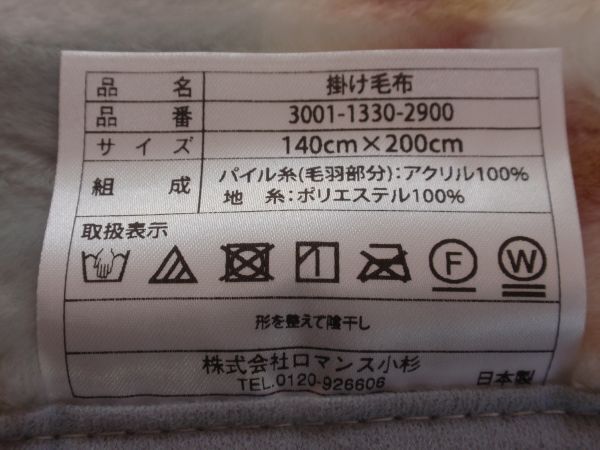 品名 掛け毛布
品番 3001-1330-2900
サイズ 140cm×200cm
組成 パイル糸(毛羽部分):アクリル100%
地糸:ポリエステル100%
取扱表示
F W
形を整えて陰干し
株式会社ロマンス小杉
TEL.0120-926606 日本製